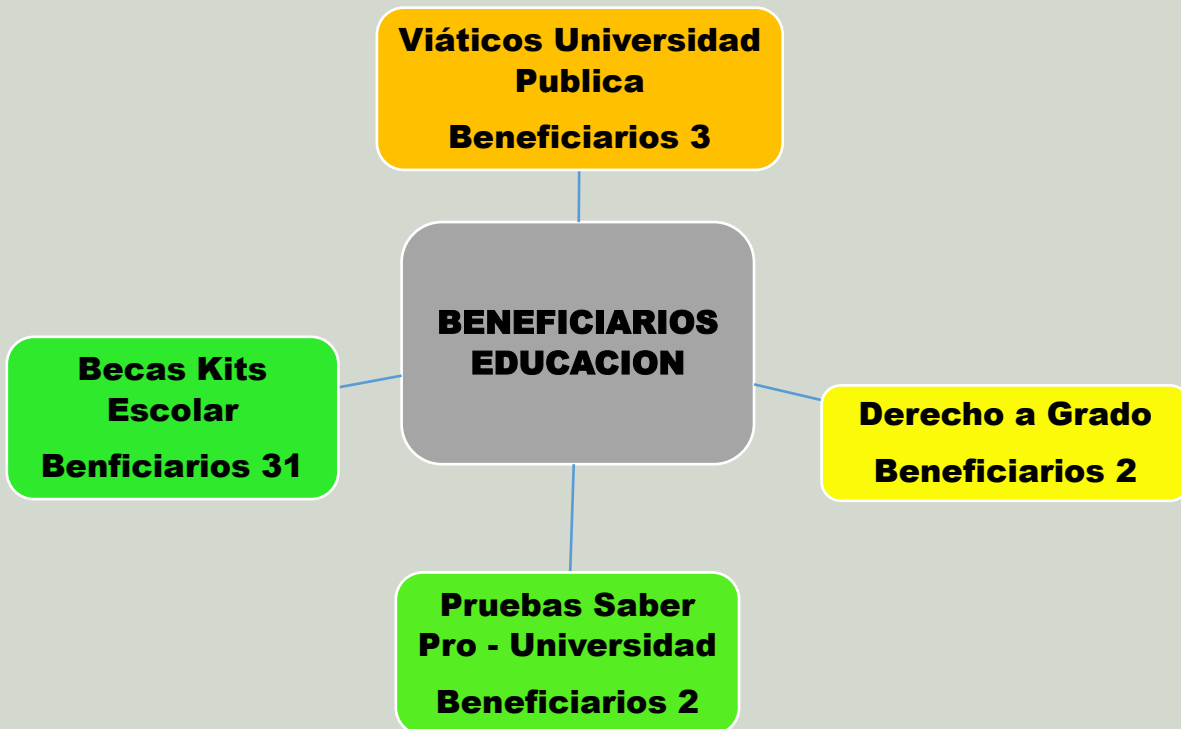 Viáticos Universidad
Publica
Beneficiarios 3
BENEFICIARIOS
EDUCACION
Becas Kits
Escolar
Benficiarios 31
Derecho a Grado
Beneficiarios 2
Pruebas Saber
Pro - Universidad
Beneficiarios 2